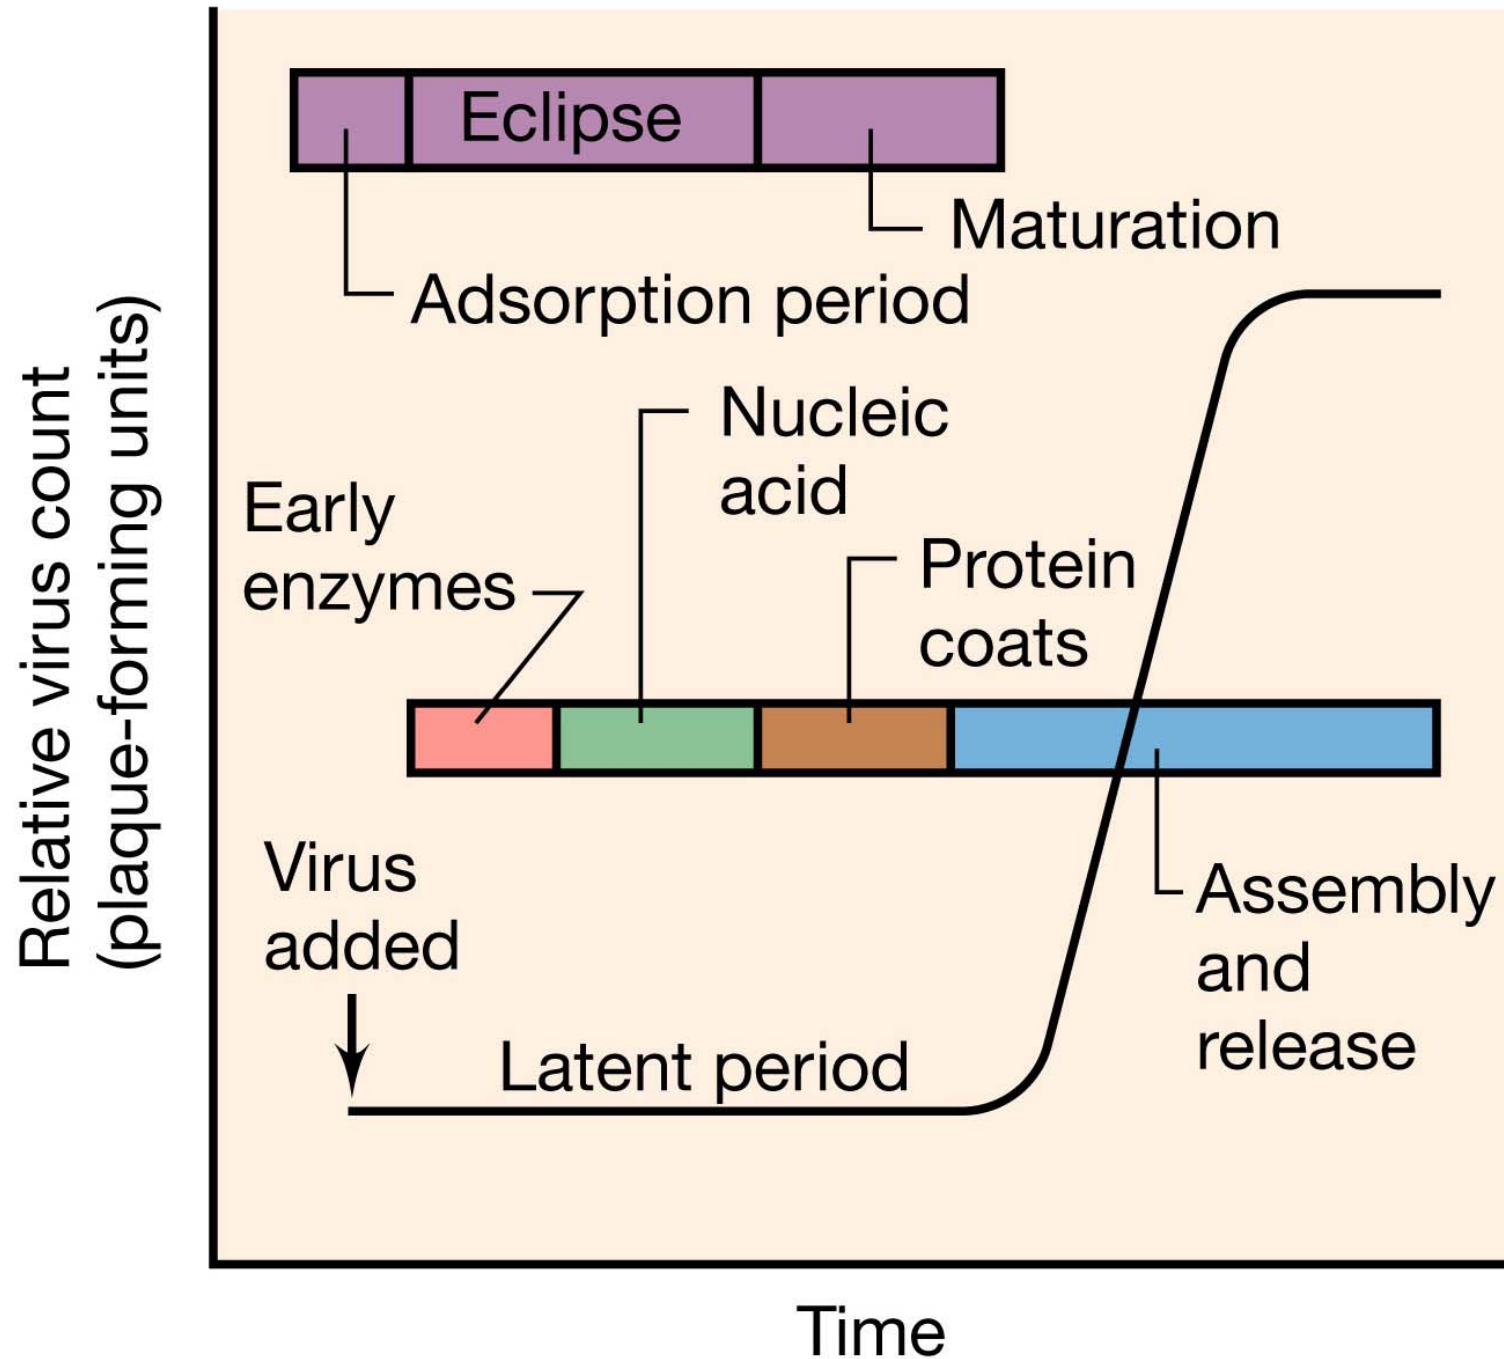 Eclipse
Maturation
Adsorption period
Nucleic
acid
Early
enzymes
Protein
coats
Virus
added
Assembly
and
release
Latent period
Relative virus count
(plaque-forming units)
Time